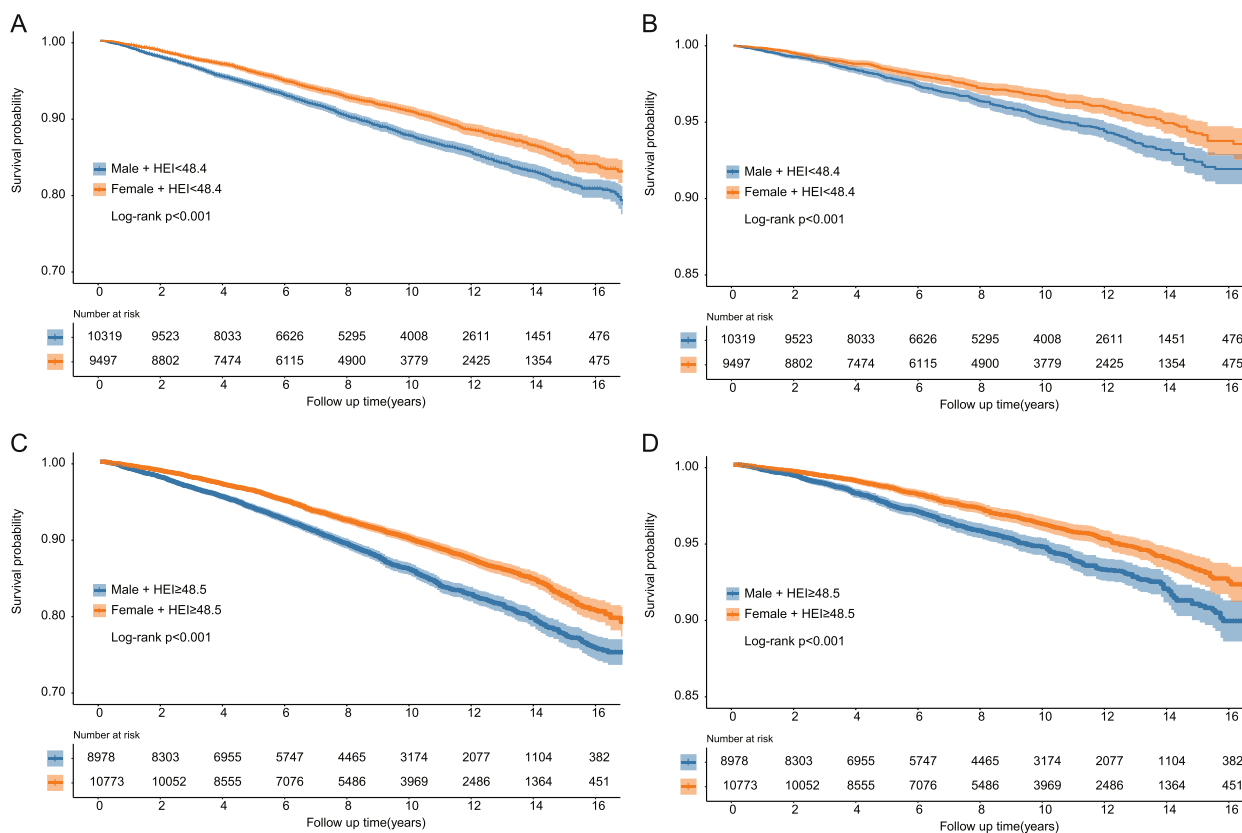 A
Survival probability
1.00
0.90
0.80
0.70
Male + HEI<48.4
Female + HEI<48.4
Log-rank p<0.001
0 2 4 6 8 10 12 14 16
Number at risk
10319 9523 8033 6626 5295 4008 2611 1451 476
9497 8802 7474 6115 4900 3779 2425 1354 475
0 2 4 6 8 10 12 14 16
Follow up time(years)
B
Survival probability
1.00
0.95
0.90
0.85
Male + HEI<48.4
Female + HEI<48.4
Log-rank p<0.001
0 2 4 6 8 10 12 14 16
Number at risk
10319 9523 8033 6626 5295 4008 2611 1451 476
9497 8802 7474 6115 4900 3779 2425 1354 475
0 2 4 6 8 10 12 14 16
Follow up time(years)
C
Survival probability
1.00
0.90
0.80
0.70
Male + HEI≥48.5
Female + HEI≥48.5
Log-rank p<0.001
0 2 4 6 8 10 12 14 16
Number at risk
8978 8303 6955 5747 4465 3174 2077 1104 382
10773 10052 8555 7076 5486 3969 2486 1364 451
0 2 4 6 8 10 12 14 16
Follow up time(years)
D
Survival probability
1.00
0.95
0.90
0.85
Male + HEI≥48.5
Female + HEI≥48.5
Log-rank p<0.001
0 2 4 6 8 10 12 14 16
Number at risk
8978 8303 6955 5747 4465 3174 2077 1104 382
10773 10052 8555 7076 5486 3969 2486 1364 451
0 2 4 6 8 10 12 14 16
Follow up time(years)